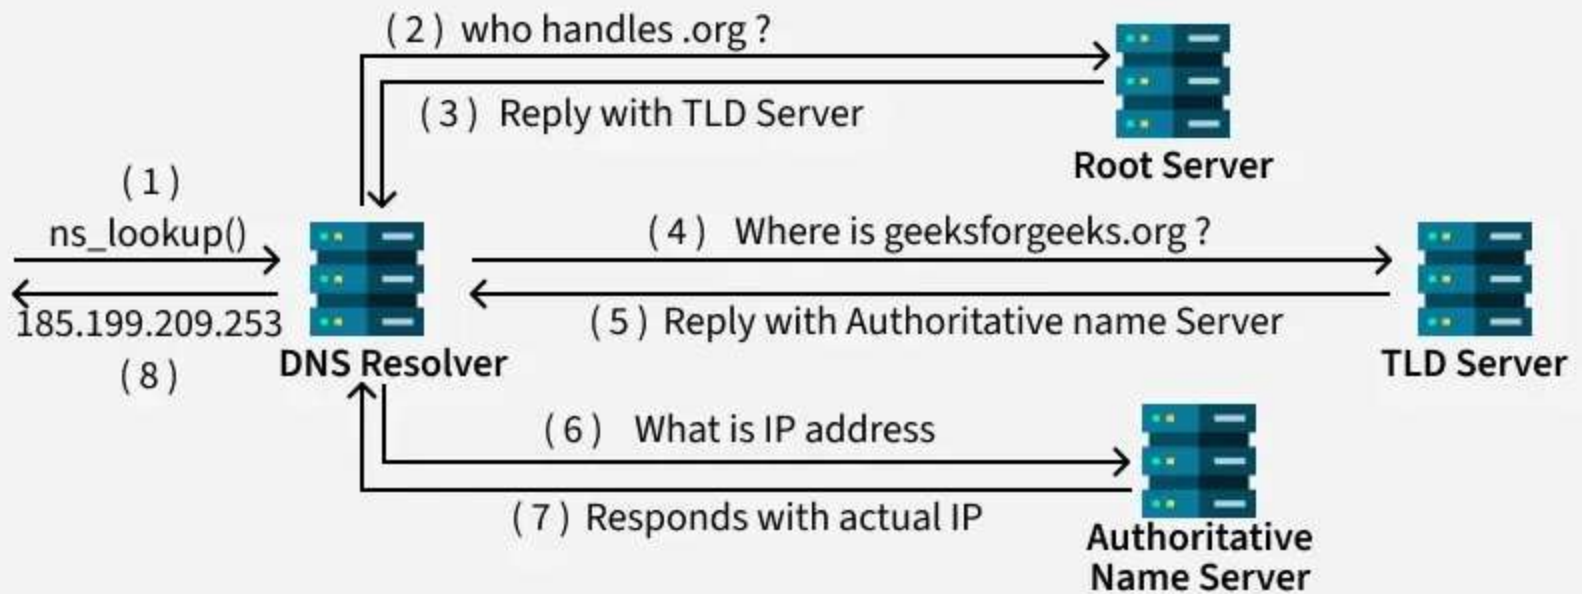 ( 2 ) who handles .org ?
( 3 ) Reply with TLD Server
Root Server
( 1 )
ns_lookup()
185.199.209.253
( 8 )
DNS Resolver
( 4 ) Where is geeksforgeeks.org ?
( 5 ) Reply with Authoritative name Server
TLD Server
( 6 ) What is IP address
( 7 ) Responds with actual IP
Authoritative
Name Server